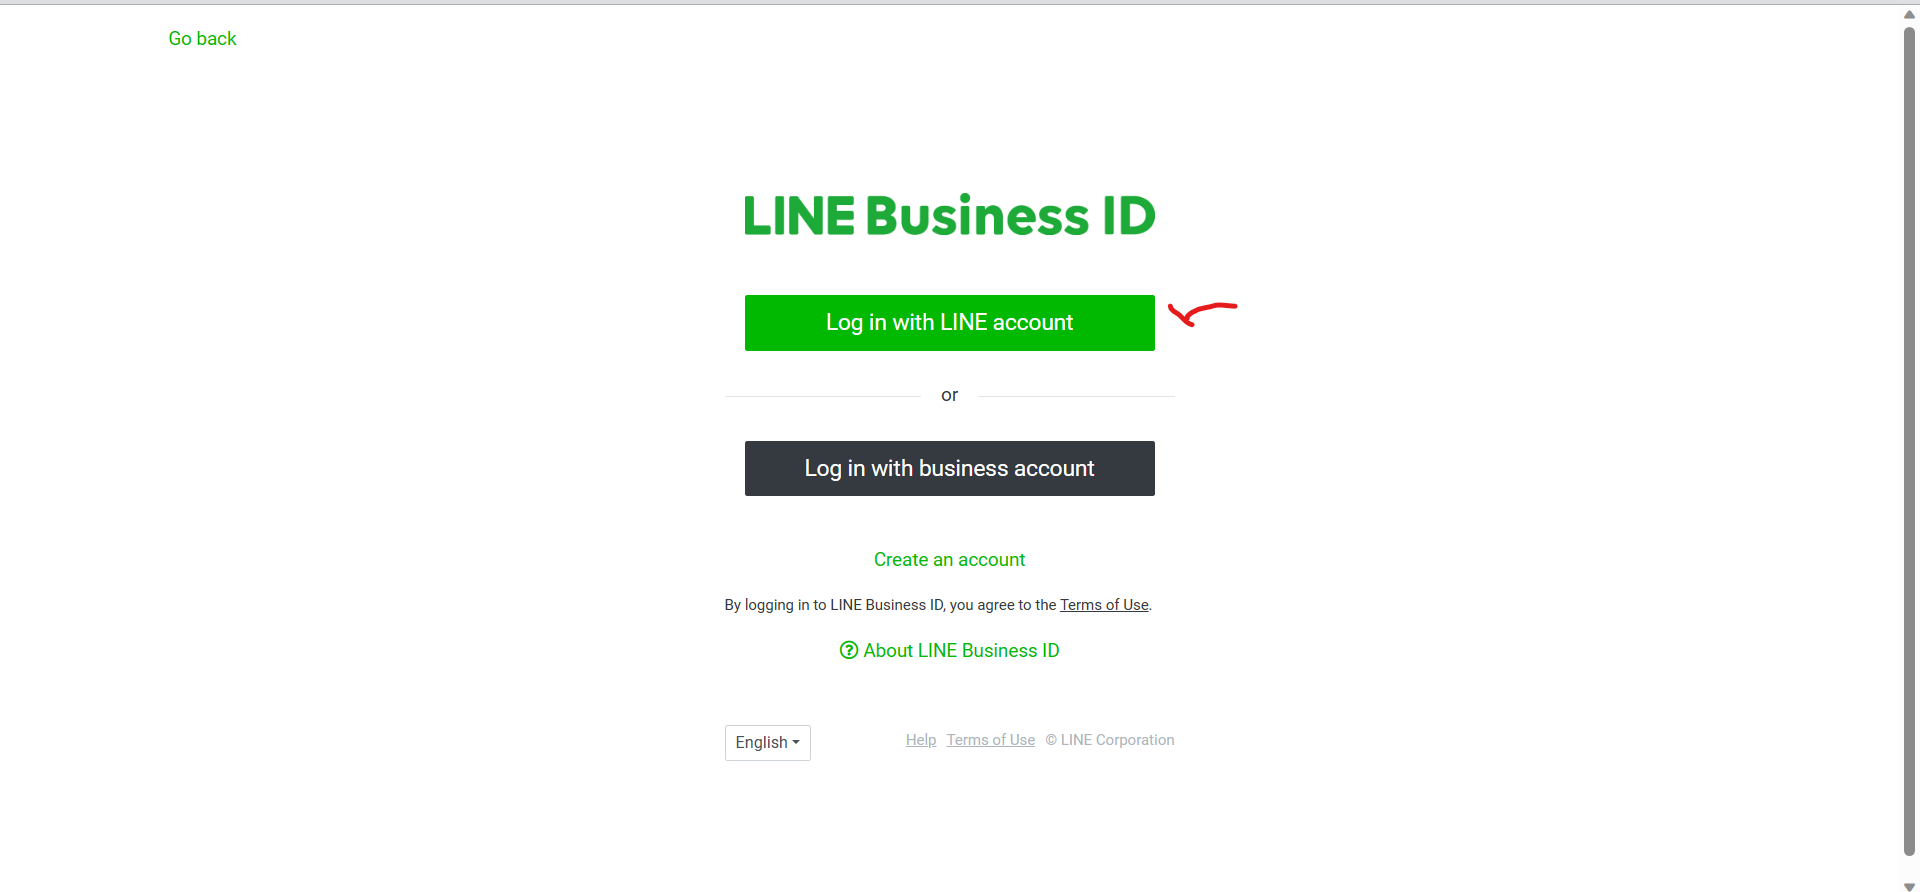 Go back
LINE Business ID
Log in with LINE account
or
Log in with business account
Create an account
By logging in to LINE Business ID, you agree to the Terms of Use.
About LINE Business ID
English
Help Terms of Use © LINE Corporation